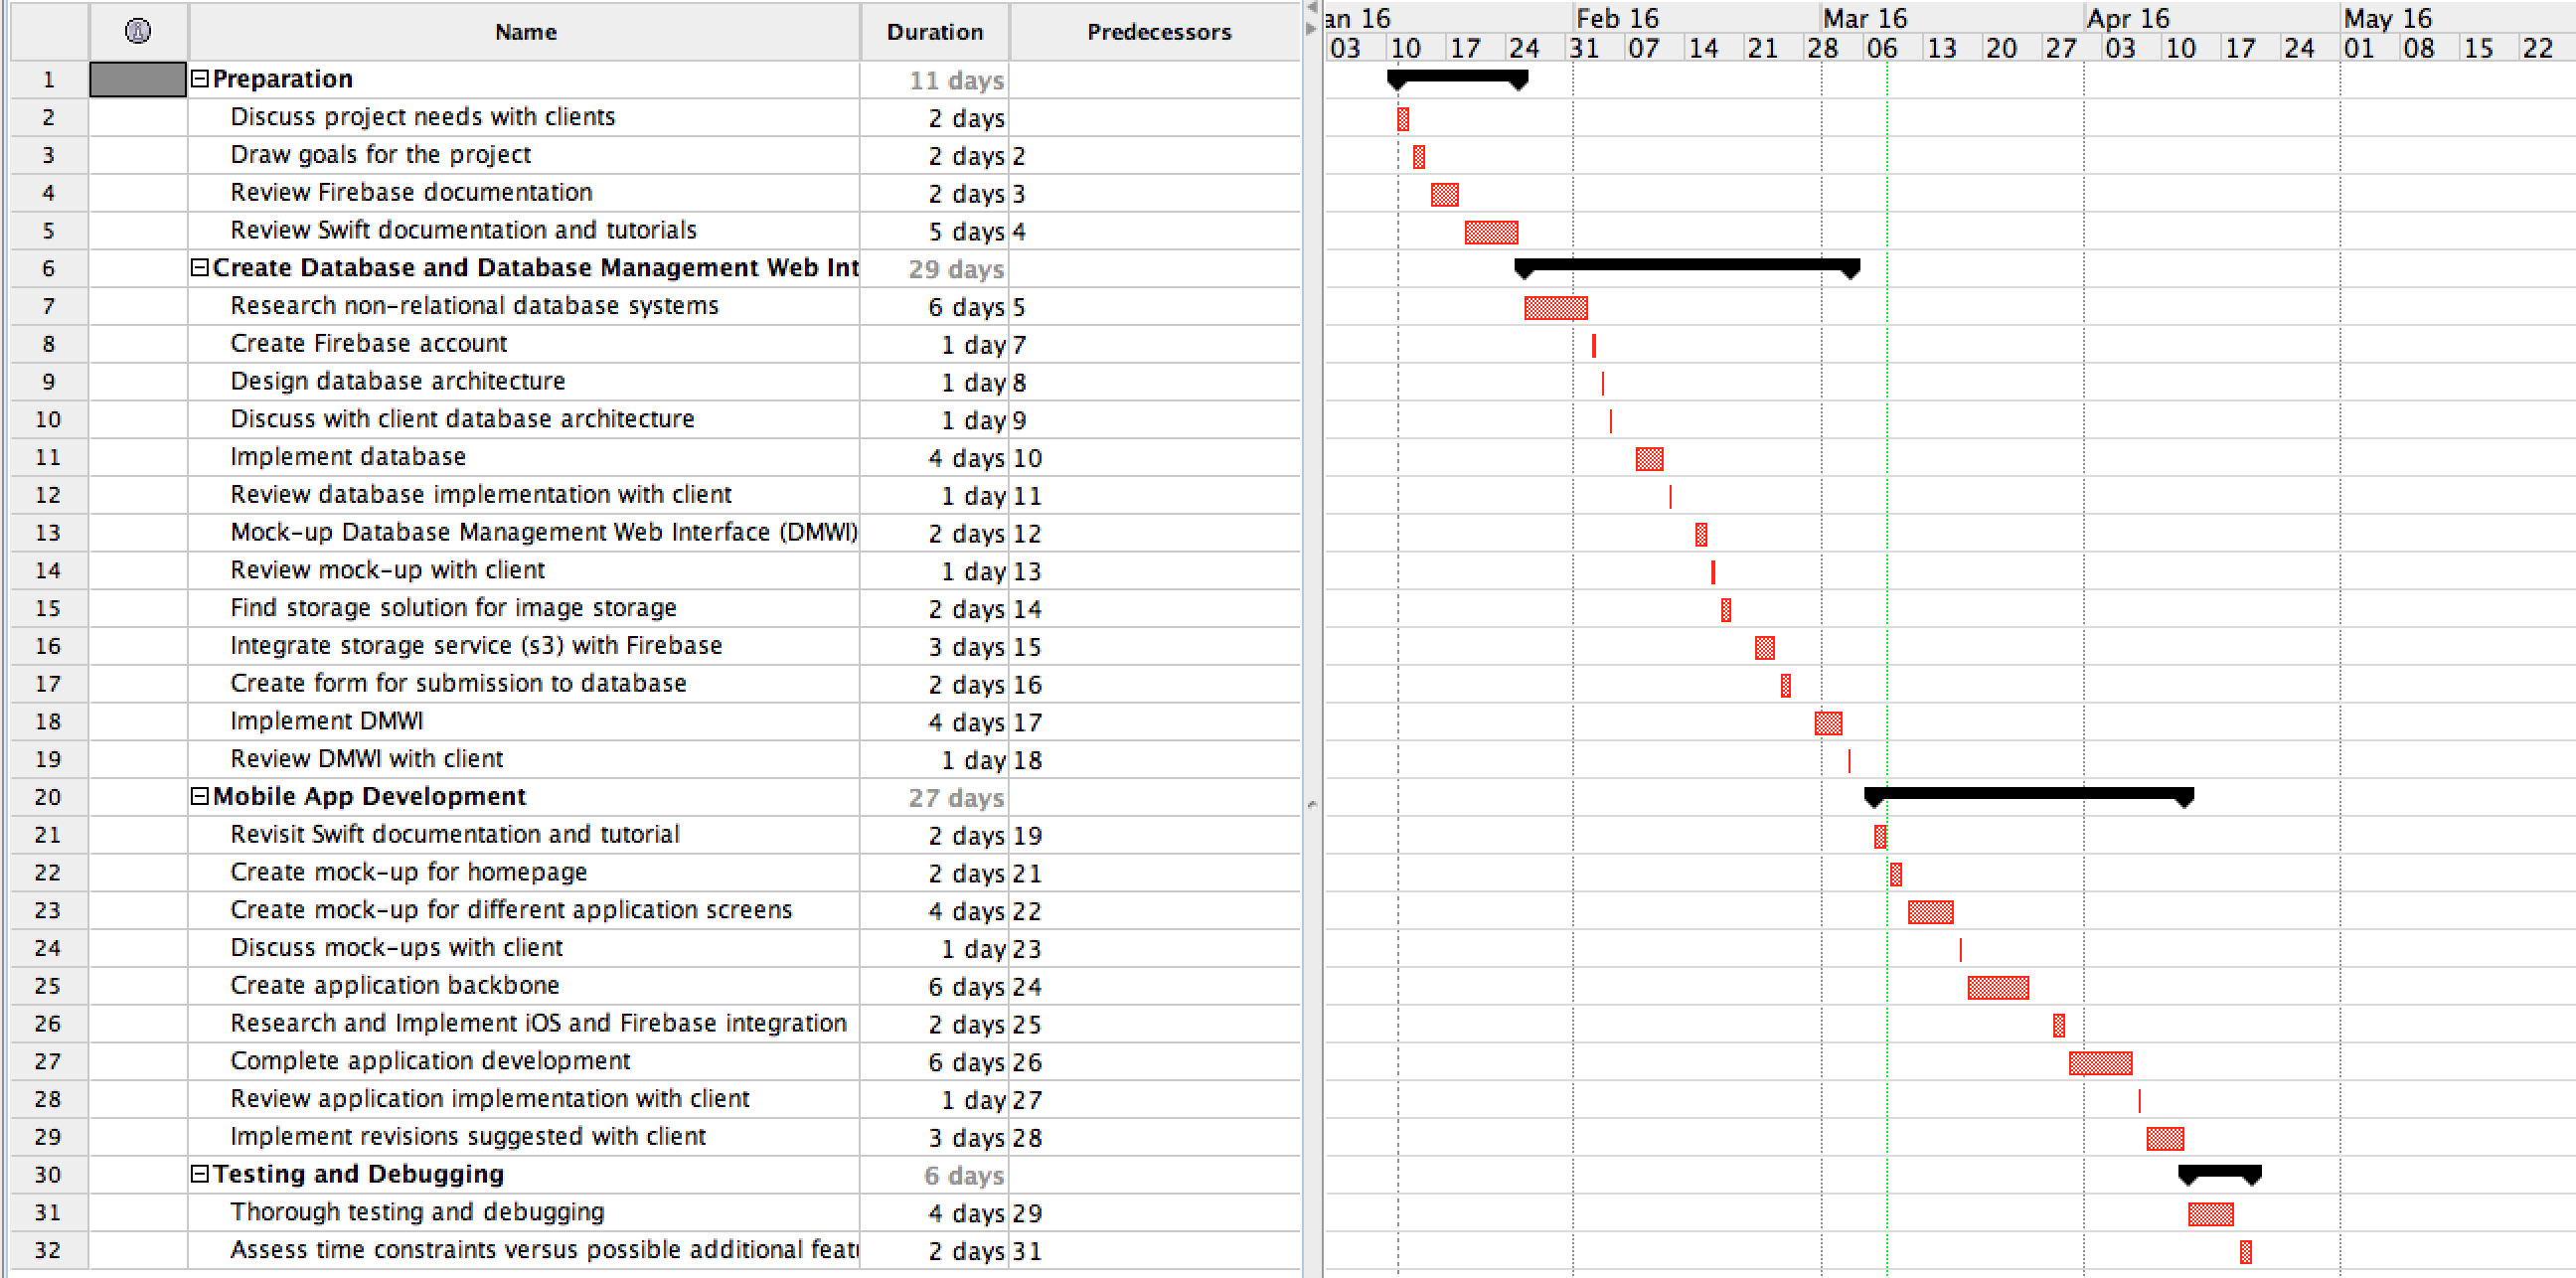 Name Duration Predecessors
an 16 Feb 16 Mar 16 Apr 16 May 16
03 10 17 24 31 07 14 21 28 06 13 20 27 03 10 17 24 01 08 15 22
1 Preparation 11 days
2 Discuss project needs with clients 2 days
3 Draw goals for the project 2 days 2
4 Review Firebase documentation 2 days 3
5 Review Swift documentation and tutorials 5 days 4
6 Create Database and Database Management Web Int 29 days
7 Research non-relational database systems 6 days 5
8 Create Firebase account 1 day 7
9 Design database architecture 1 day 8
10 Discuss with client database architecture 1 day 9
11 Implement database 4 days 10
12 Review database implementation with client 1 day 11
13 Mock-up Database Management Web Interface (DMWI) 2 days 12
14 Review mock-up with client 1 day 13
15 Find storage solution for image storage 2 days 14
16 Integrate storage service (s3) with Firebase 3 days 15
17 Create form for submission to database 2 days 16
18 Implement DMWI 4 days 17
19 Review DMWI with client 1 day 18
20 Mobile App Development 27 days
21 Revisit Swift documentation and tutorial 2 days 19
22 Create mock-up for homepage 2 days 21
23 Create mock-up for different application screens 4 days 22
24 Discuss mock-ups with client 1 day 23
25 Create application backbone 6 days 24
26 Research and Implement iOS and Firebase integration 2 days 25
27 Complete application development 6 days 26
28 Review application implementation with client 1 day 27
29 Implement revisions suggested with client 3 days 28
30 Testing and Debugging 6 days
31 Thorough testing and debugging 4 days 29
32 Assess time constraints versus possible additional feat 2 days 31